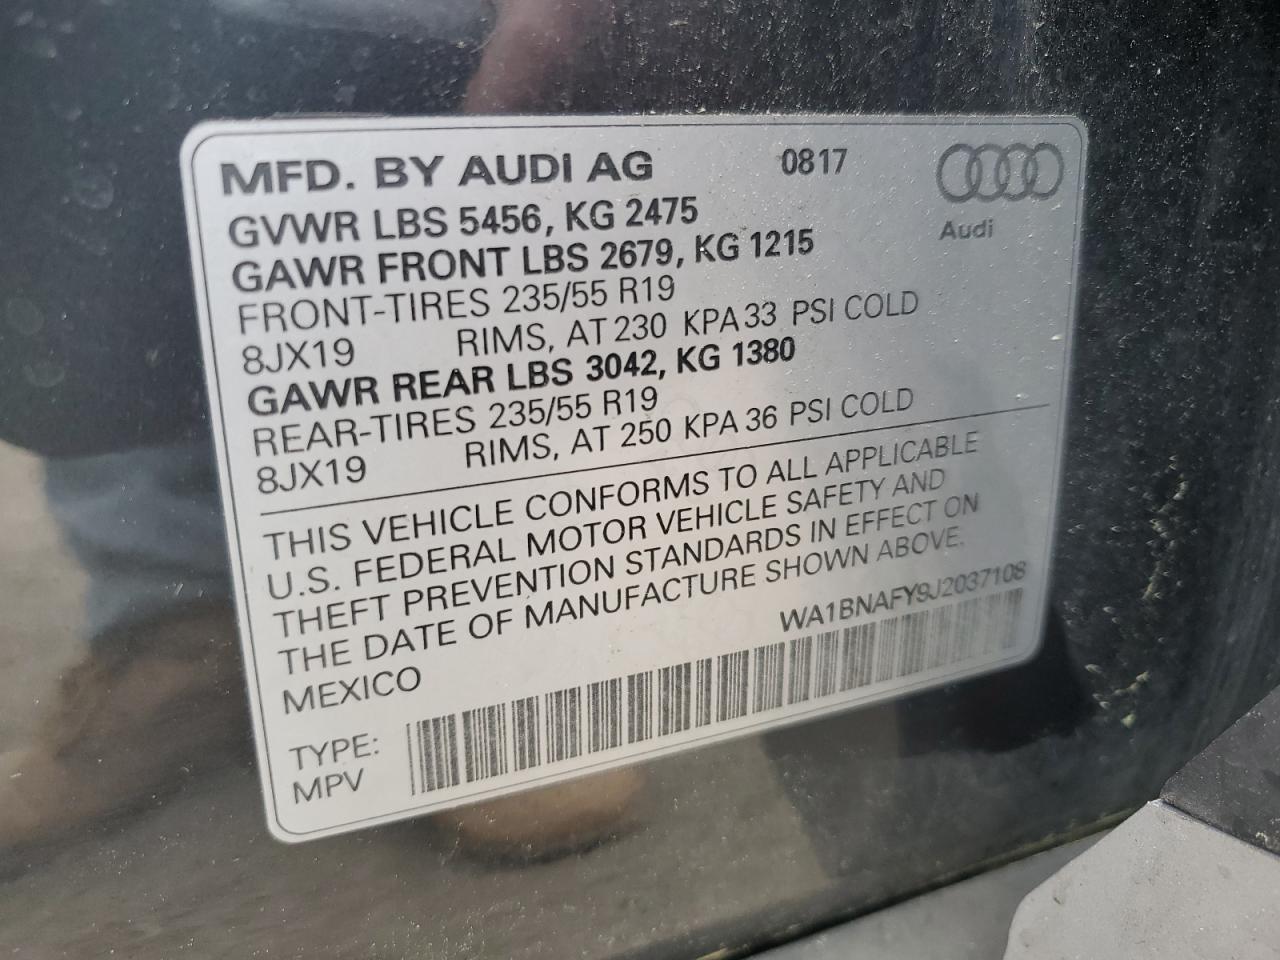 MFD. BY AUDI AG 0817
Audi
GVWR LBS 5456, KG 2475
GAWR FRONT LBS 2679, KG 1215
FRONT-TIRES 235/55 R19
8JX19 RIMS, AT 230 KPA 33 PSI COLD
GAWR REAR LBS 3042, KG 1380
REAR-TIRES 235/55 R19
8JX19 RIMS, AT 250 KPA 36 PSI COLD
THIS VEHICLE CONFORMS TO ALL APPLICABLE
U.S. FEDERAL MOTOR VEHICLE SAFETY AND
THEFT PREVENTION STANDARDS IN EFFECT ON
THE DATE OF MANUFACTURE SHOWN ABOVE.
MEXICO WA1BNAFY9J2037108
TYPE:
MPV